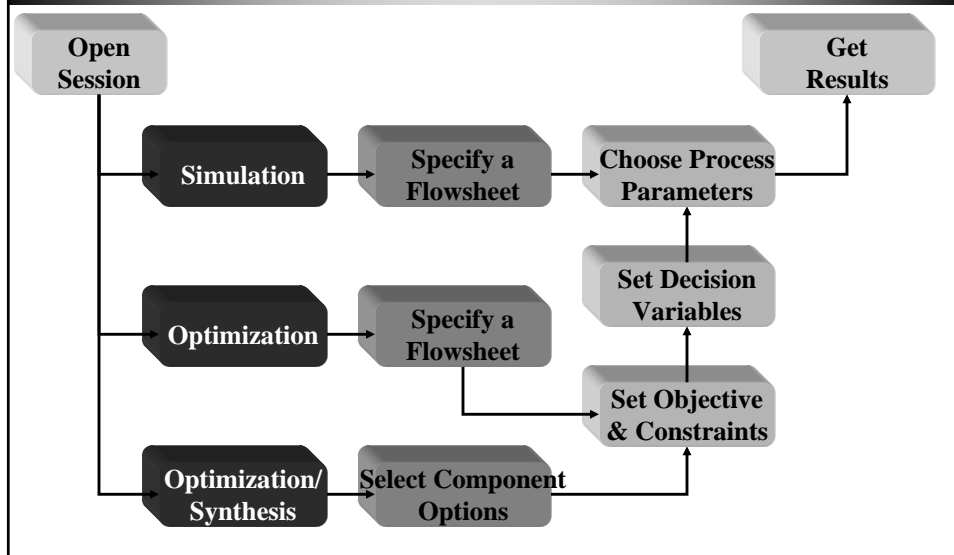 Open
Session
Get
Results
Simulation
Specify a
Flowsheet
Choose Process
Parameters
Set Decision
Variables
Optimization
Specify a
Flowsheet
Set Objective
& Constraints
Optimization/
Synthesis
Select Component
Options